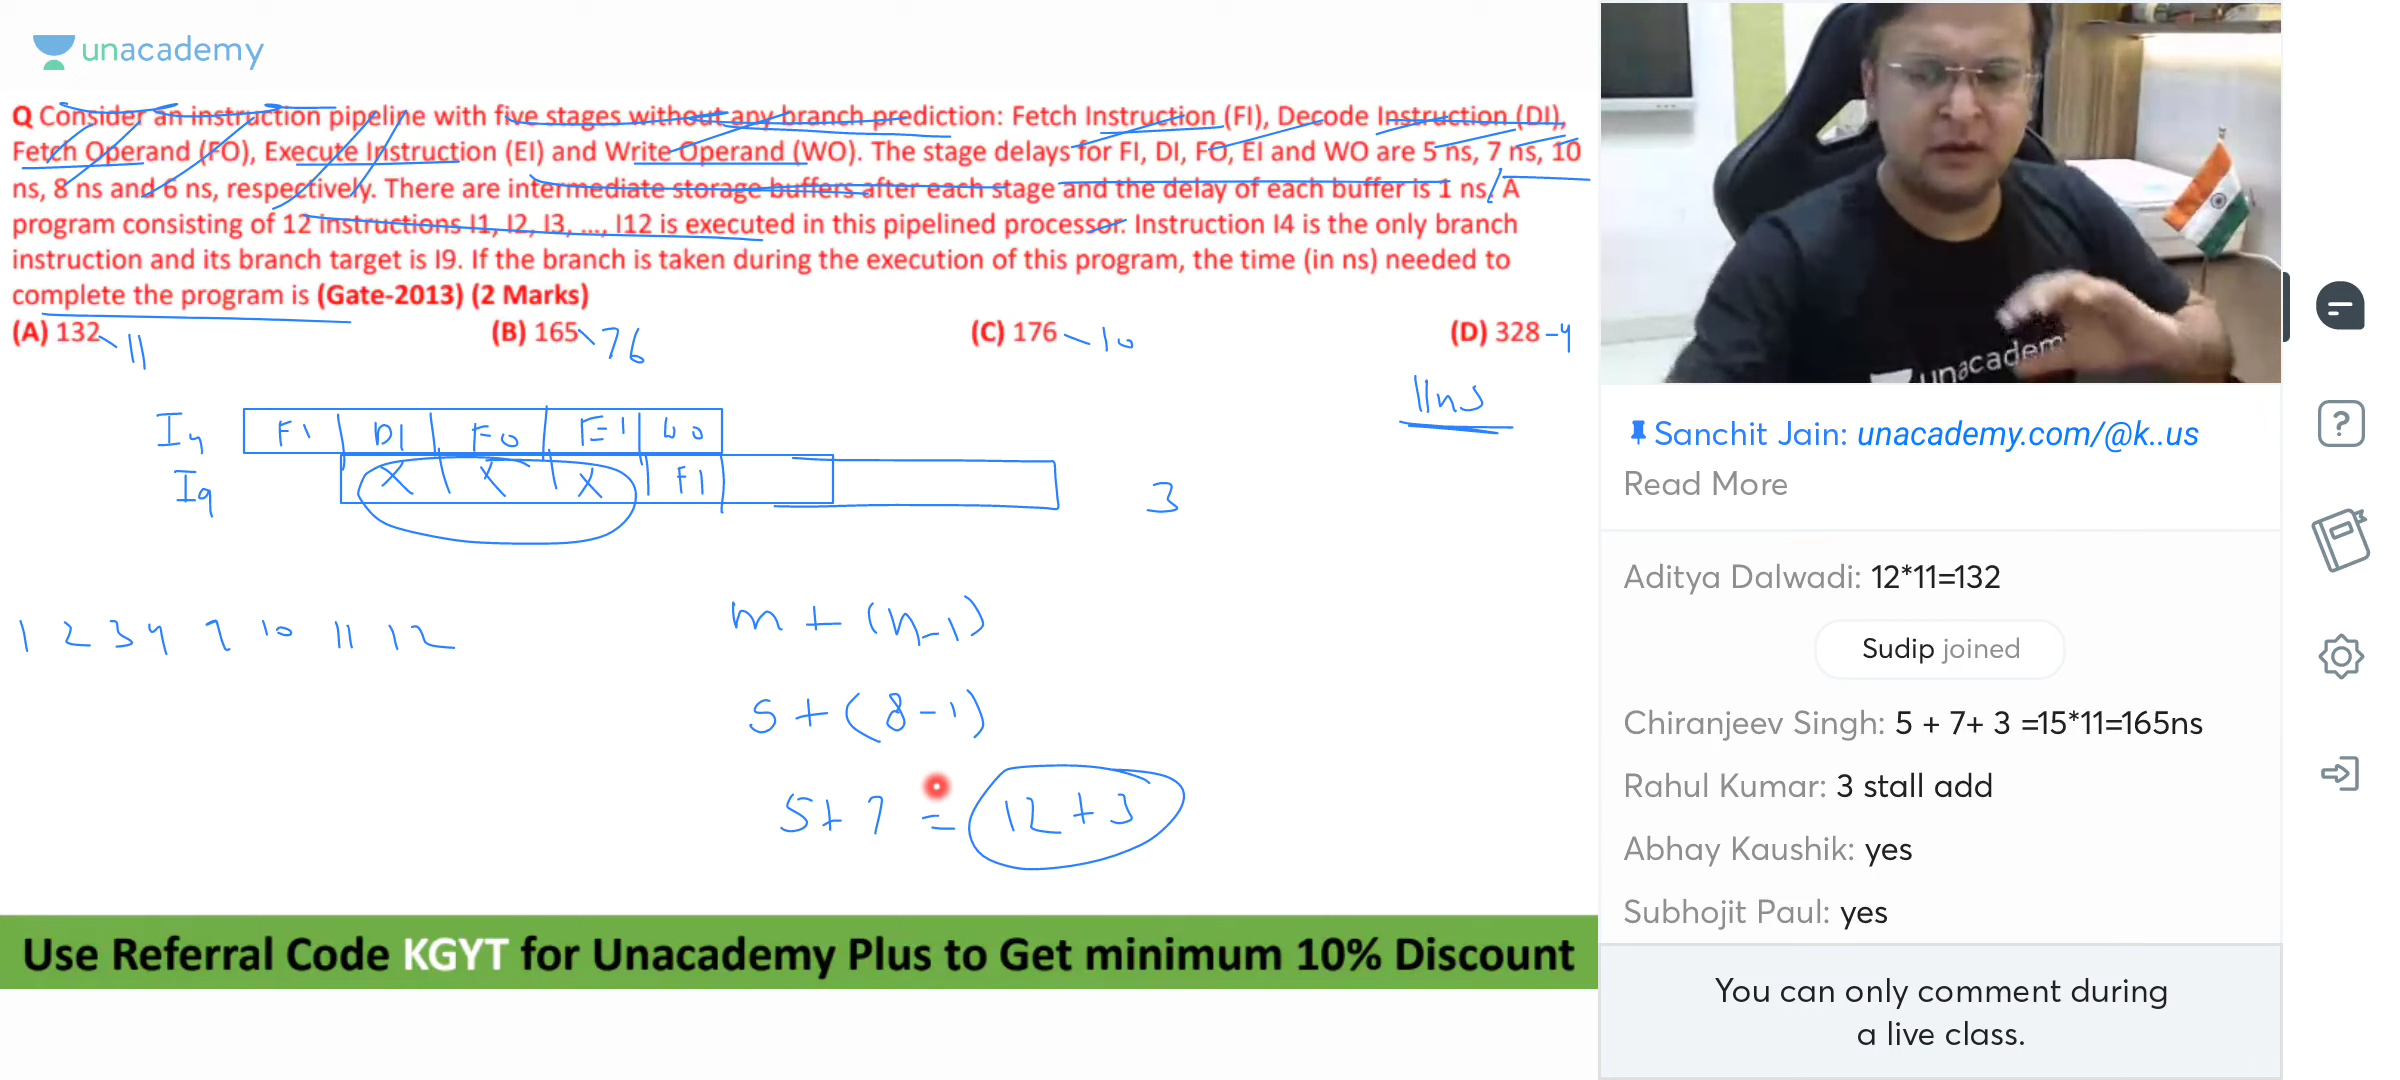 unacademy
Q Consider an instruction pipeline with five stages without any branch prediction: Fetch Instruction (FI), Decode Instruction (DI),
Fetch Operand (FO), Execute Instruction (EI) and Write Operand (WO). The stage delays for FI, DI, FO, EI and WO are 5 ns, 7 ns, 10
ns, 8 ns and 6 ns, respectively. There are intermediate storage buffers after each stage and the delay of each buffer is 1 ns. A
program consisting of 12 instructions I1, I2, I3, …, I12 is executed in this pipelined processor. Instruction I4 is the only branch
instruction and its branch target is I9. If the branch is taken during the execution of this program, the time (in ns) needed to
complete the program is (Gate-2013) (2 Marks)
(A) 132 (B) 165 (C) 176 (D) 328
11 76 10 -4
11ns
I4 FI DI FO EI WO
I9 X X X FI
3
1 2 3 4 9 10 11 12
m + (n-1)
5 + (8-1)
5+7 = 12+3
Use Referral Code KGYT for Unacademy Plus to Get minimum 10% Discount
unacademy
Sanchit Jain: unacademy.com/@k..us
Read More
Aditya Dalwadi: 12*11=132
Sudip joined
Chiranjeev Singh: 5 + 7+ 3 =15*11=165ns
Rahul Kumar: 3 stall add
Abhay Kaushik: yes
Subhojit Paul: yes
You can only comment during
a live class.